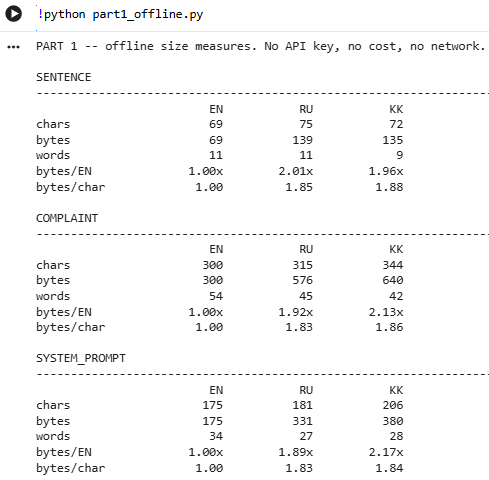 !python part1_offline.py
PART 1 -- offline size measures. No API key, no cost, no network.
SENTENCE
-----------------------------------------------------------------
EN RU KK
chars 69 75 72
bytes 69 139 135
words 11 11 9
bytes/EN 1.00x 2.01x 1.96x
bytes/char 1.00 1.85 1.88
COMPLAINT
-----------------------------------------------------------------
EN RU KK
chars 300 315 344
bytes 300 576 640
words 54 45 42
bytes/EN 1.00x 1.92x 2.13x
bytes/char 1.00 1.83 1.86
SYSTEM_PROMPT
-----------------------------------------------------------------
EN RU KK
chars 175 181 206
bytes 175 331 380
words 34 27 28
bytes/EN 1.00x 1.89x 2.17x
bytes/char 1.00 1.83 1.84